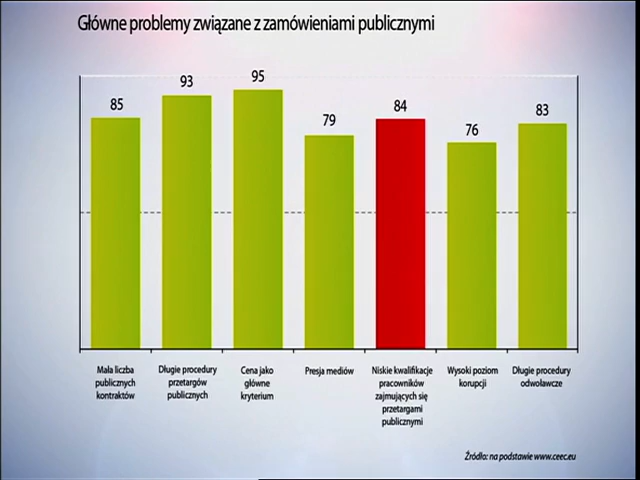 Główne problemy związane z zamówieniami publicznymi
85
93
95
79
84
76
83
Mała liczba
publicznych
kontraktów
Długie procedury
przetargów
publicznych
Cena jako
główne
kryterium
Presja mediów
Niskie kwalifikacje
pracowników
zajmujących się
przetargami
publicznymi
Wysoki poziom
korupcji
Długie procedury
odwoławcze
Źródło: na podstawie www.ceec.eu